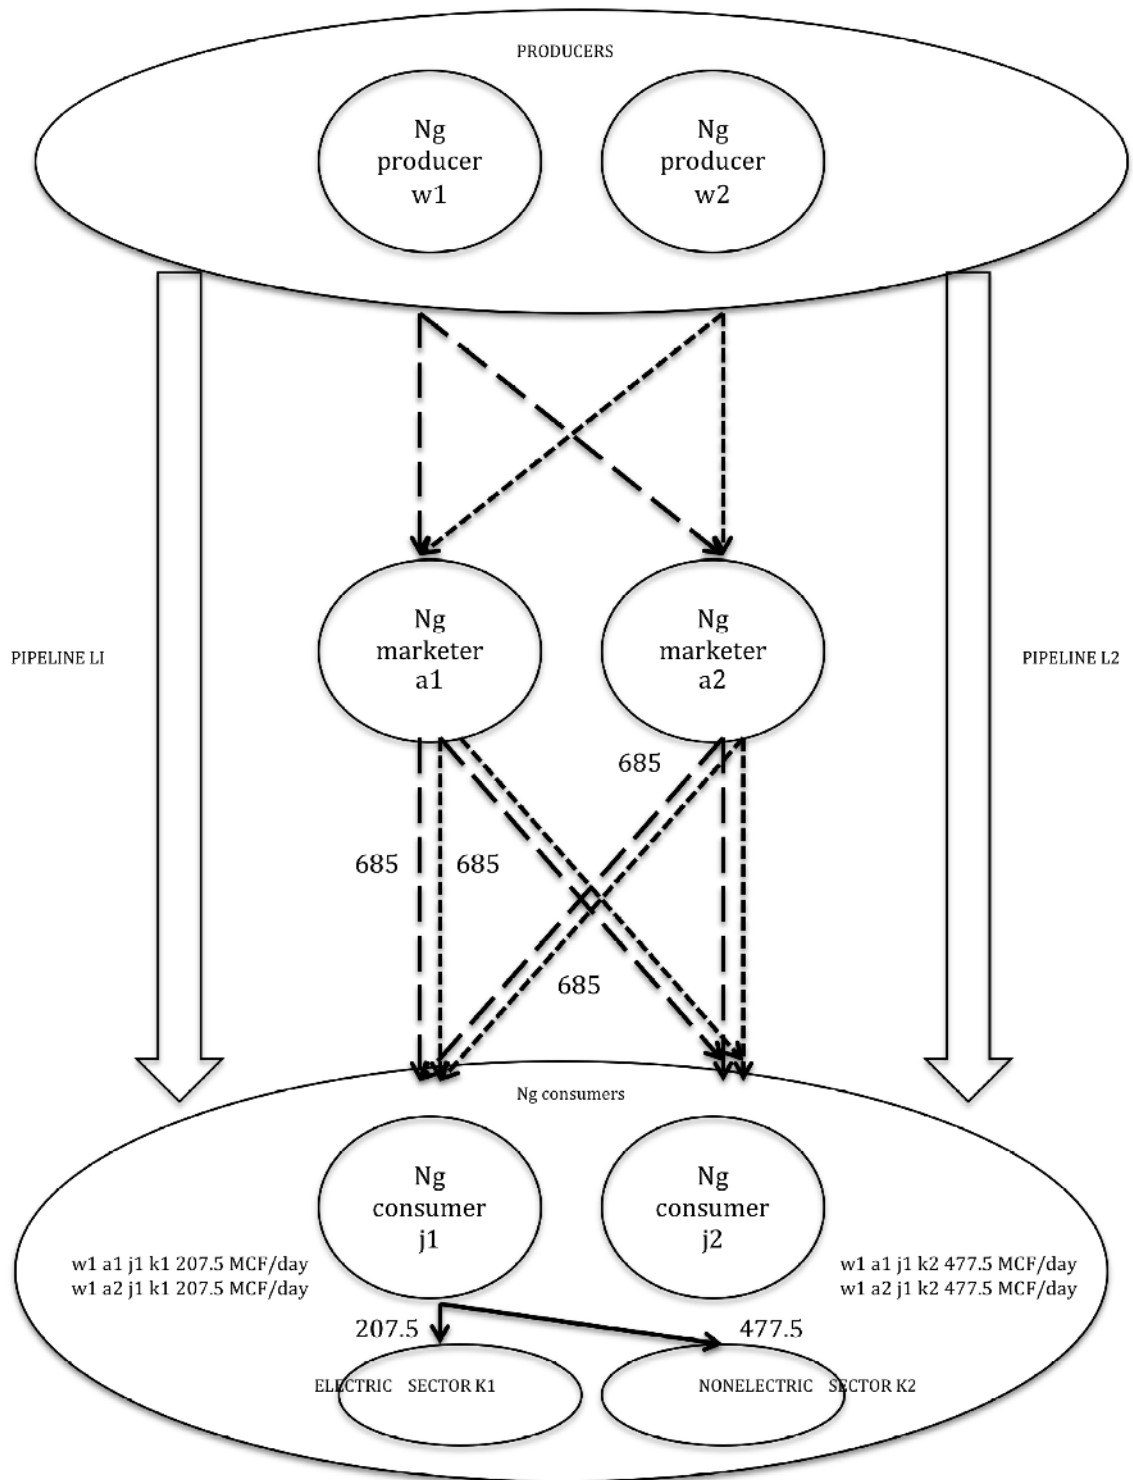 PRODUCERS
Ng
producer
w1
Ng
producer
w2
PIPELINE LI
Ng
marketer
a1
Ng
marketer
a2
PIPELINE L2
685
685
685
685
Ng consumers
Ng
consumer
j1
Ng
consumer
j2
w1 a1 j1 k1 207.5 MCF/day
w1 a2 j1 k1 207.5 MCF/day
w1 a1 j1 k2 477.5 MCF/day
w1 a2 j1 k2 477.5 MCF/day
207.5
477.5
ELECTRIC SECTOR K1
NONELECTRIC SECTOR K2